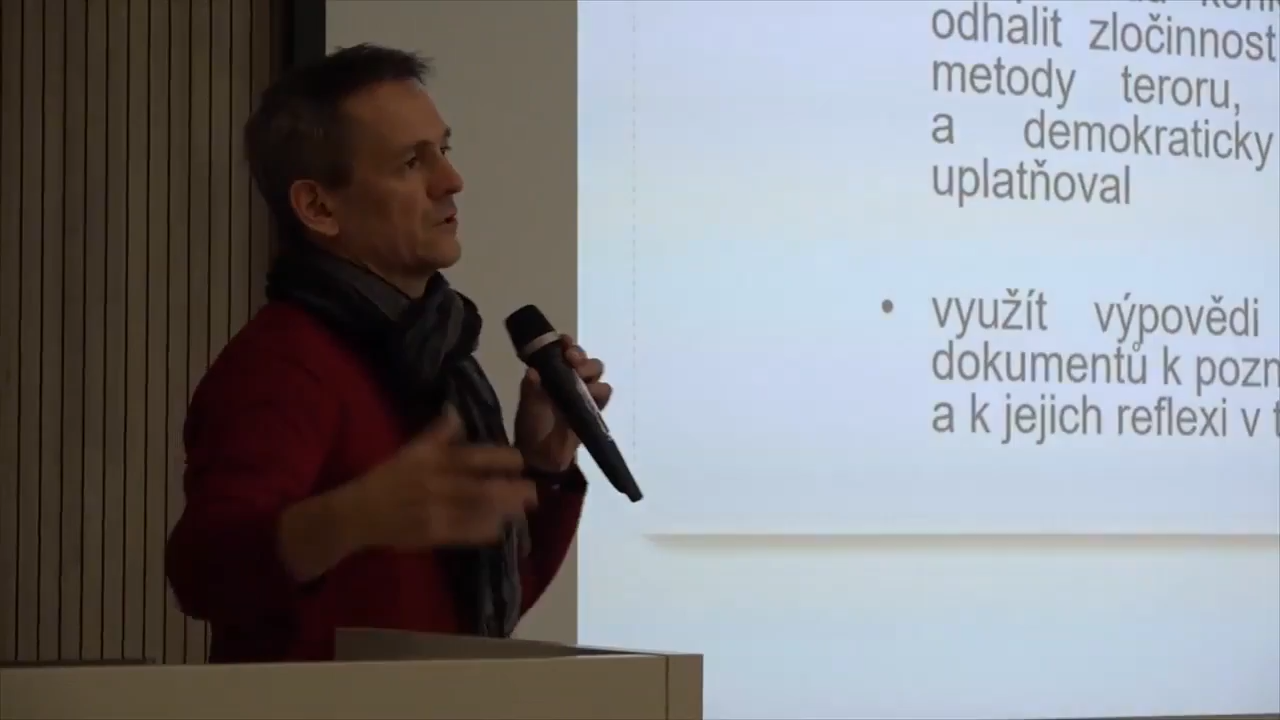 odhalit zločinnost
metody teroru,
a demokraticky
uplatňoval
• využít výpovědi
dokumentů k pozn
a k jejich reflexi v t